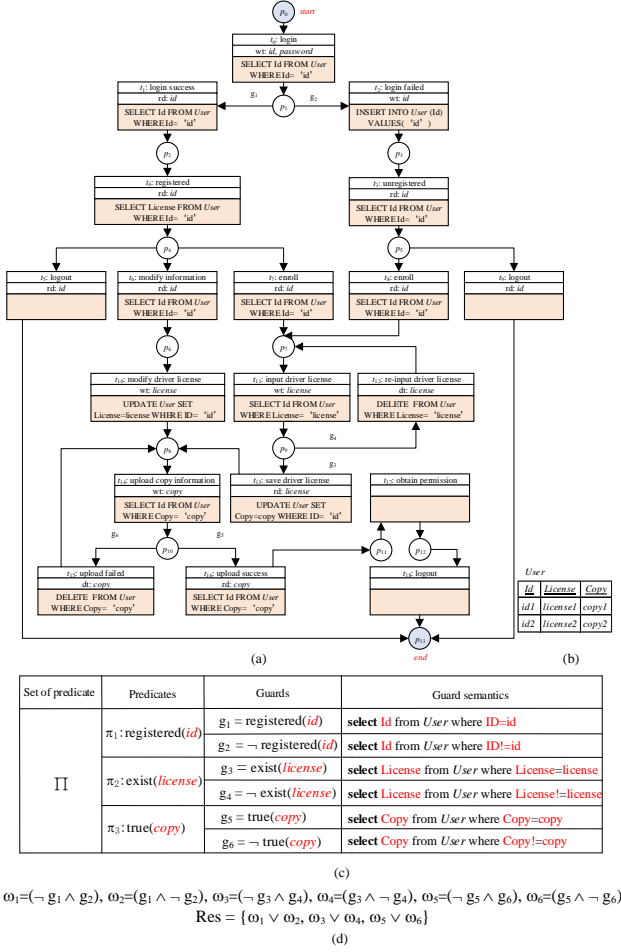 p₀ start
t₀: login
wt: id, password
SELECT Id FROM User
WHERE Id= ‘id’
t₁: login success
rd: id
SELECT Id FROM User
WHERE Id= ‘id’
g₁
p₁
g₂
t₂: login failed
wt: id
INSERT INTO User (Id)
VALUES( ‘id’ )
p₂
p₃
t₄: registered
rd: id
SELECT License FROM User
WHERE Id= ‘id’
t₃: unregistered
rd: id
SELECT Id FROM User
WHERE Id= ‘id’
p₅
t₅: logout
rd: id
t₆: modify information
rd: id
SELECT Id FROM User
WHERE Id= ‘id’
t₇: enroll
rd: id
SELECT Id FROM User
WHERE Id= ‘id’
t₈: enroll
rd: id
SELECT Id FROM User
WHERE Id= ‘id’
logout
rd: id
p₆
p₇
modify driver license
wt: license
UPDATE User SET
License=license WHERE ID= ‘id’
t₁₁: input driver license
wt: license
SELECT Id FROM User
WHERE License= ‘license’
t₁₂: re-input driver license
dt: license
DELETE FROM User
WHERE License= ‘license’
g₄
p₈
p₉
g₃
t₁₄: upload copy information
wt: copy
SELECT Id FROM User
WHERE Copy= ‘copy’
t₁₃: save driver license
rd: license
UPDATE User SET
Copy=copy WHERE ID= ‘id’
t₁₇: obtain permission
g₆
p₁₀
g₅
p₁₁
p₁₂
t₁₅: upload failed
dt: copy
DELETE FROM User
WHERE Copy= ‘copy’
t₁₆: upload success
rd: copy
SELECT Id FROM User
WHERE Copy= ‘copy’
t₁₈: logout
p₁₃
end
User
Id License Copy
id1 license1 copy1
id2 license2 copy2
(a)
(b)
Set of predicate Predicates Guards Guard semantics
∏
π₁: registered(id)
g₁ = registered(id) select Id from User where ID=id
g₂ = ¬ registered(id) select Id from User where ID!=id
π₂: exist(license)
g₃ = exist(license) select License from User where License=license
g₄ = ¬ exist(license) select License from User where License!=license
π₃: true(copy)
g₅ = true(copy) select Copy from User where Copy=copy
g₆ = ¬ true(copy) select Copy from User where Copy!=copy
(c)
ω₁=(¬ g₁ ∧ g₂), ω₂=(g₁ ∧ ¬ g₂), ω₃=(¬ g₃ ∧ g₄), ω₄=(g₃ ∧ ¬ g₄), ω₅=(¬ g₅ ∧ g₆), ω₆=(g₅ ∧ ¬ g₆)
Res = {ω₁ ∨ ω₂, ω₃ ∨ ω₄, ω₅ ∨ ω₆}
(d)